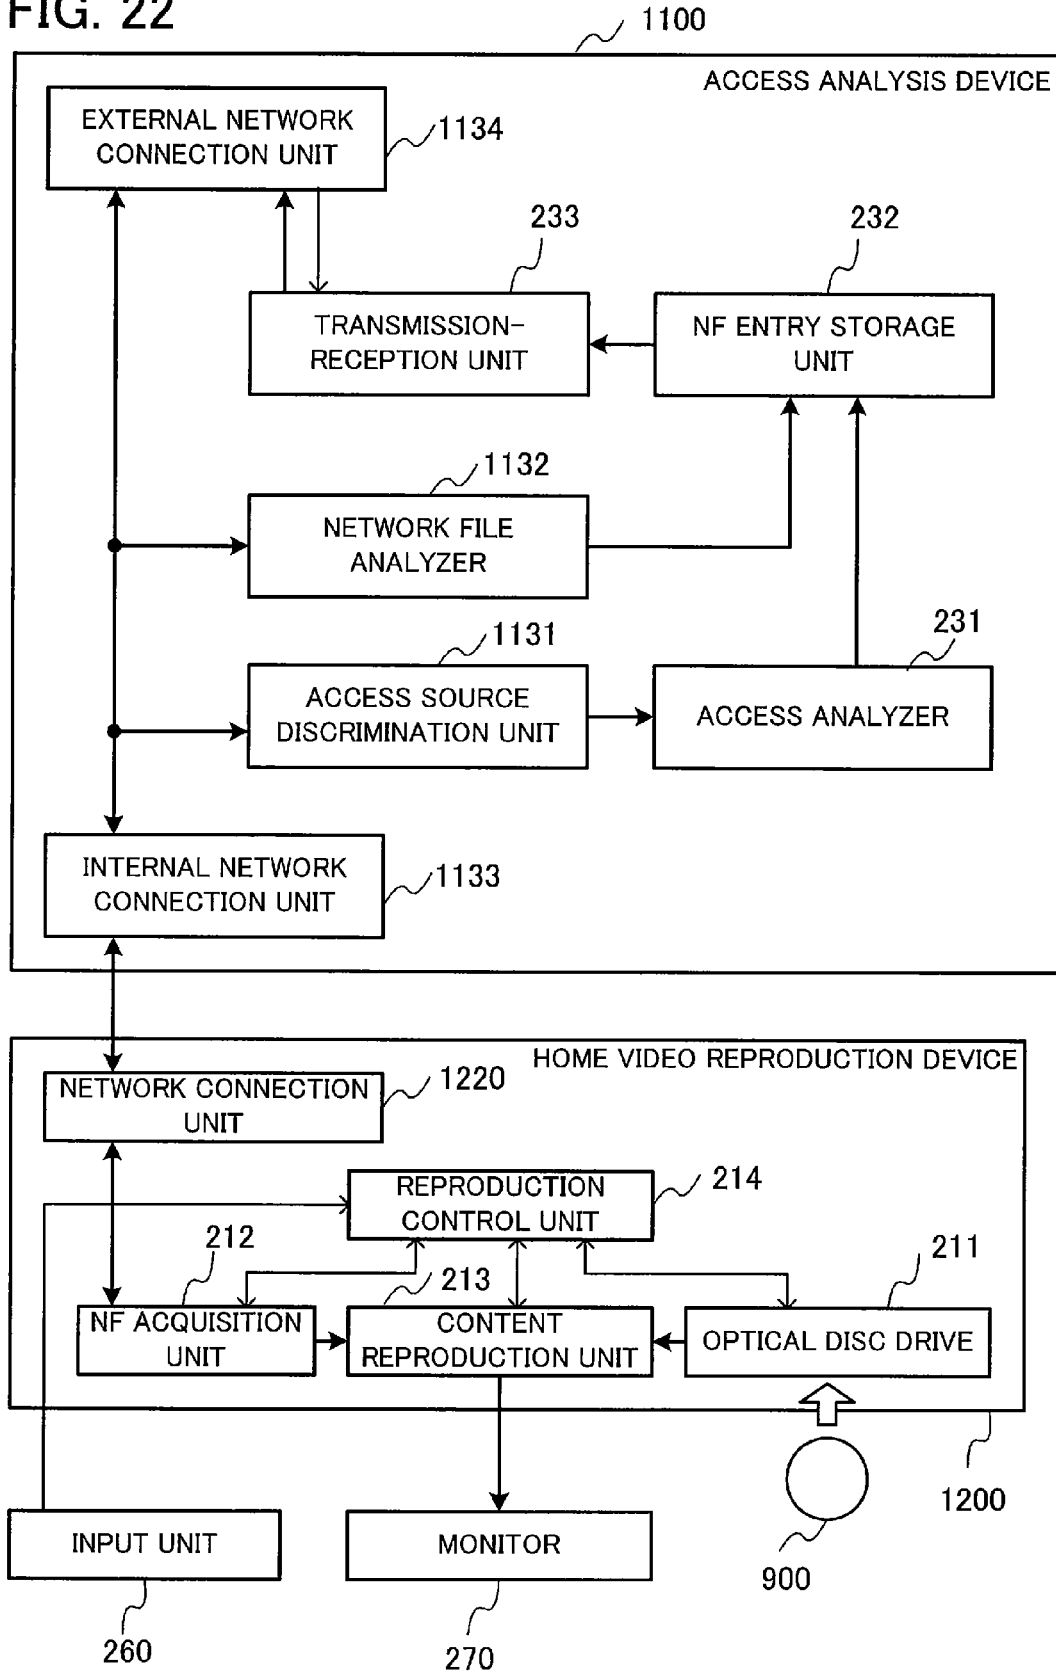 FIG. 22
1100
ACCESS ANALYSIS DEVICE
EXTERNAL NETWORK
CONNECTION UNIT
1134
233
232
TRANSMISSION-
RECEPTION UNIT
NF ENTRY STORAGE
UNIT
1132
NETWORK FILE
ANALYZER
1131
231
ACCESS SOURCE
DISCRIMINATION UNIT
ACCESS ANALYZER
INTERNAL NETWORK
CONNECTION UNIT
1133
HOME VIDEO REPRODUCTION DEVICE
NETWORK CONNECTION
UNIT
1220
REPRODUCTION
CONTROL UNIT
214
212
213
211
NF ACQUISITION
UNIT
CONTENT
REPRODUCTION UNIT
OPTICAL DISC DRIVE
1200
INPUT UNIT
MONITOR
900
260
270